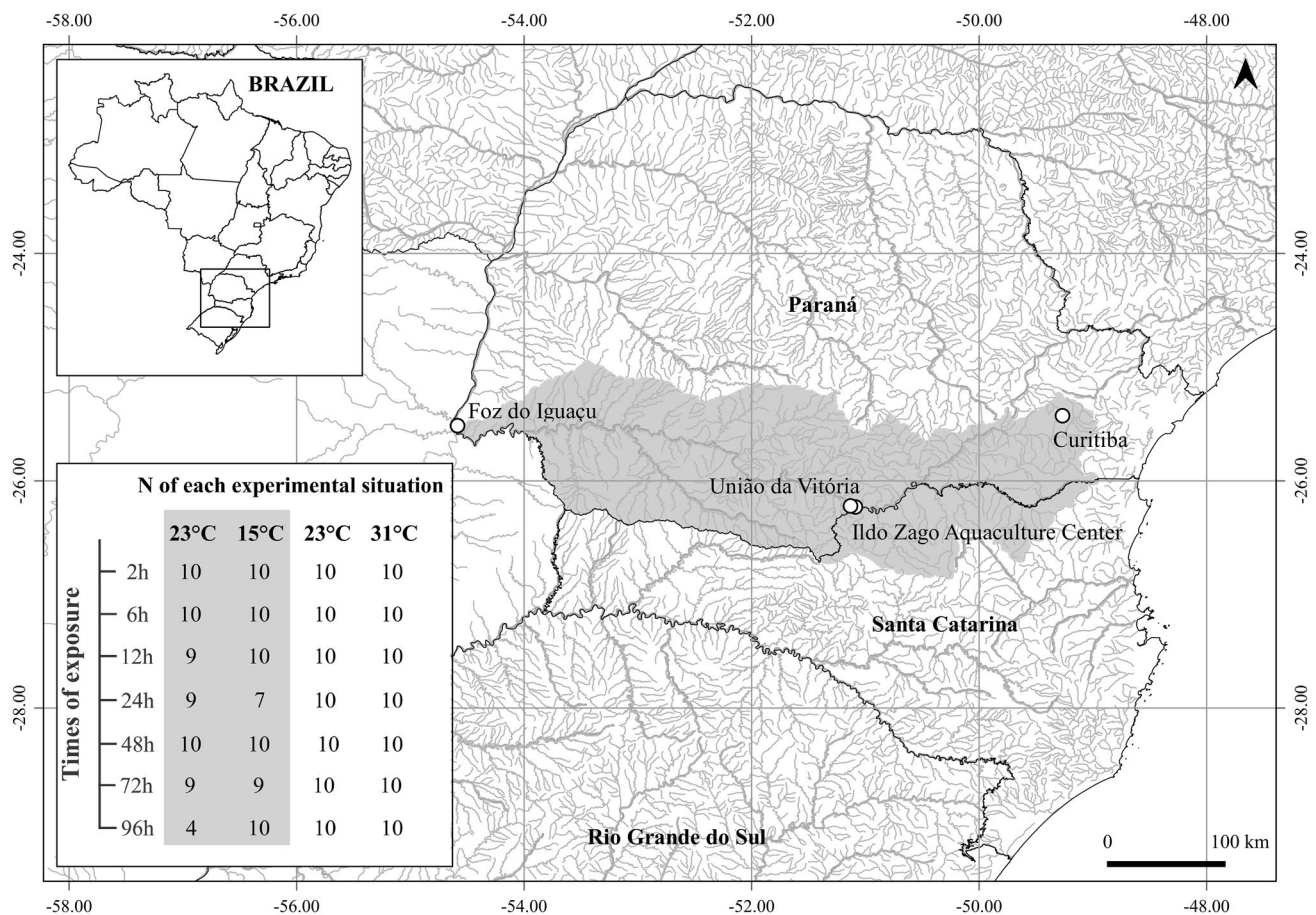 -58.00 -56.00 -54.00 -52.00 -50.00 -48.00
BRAZIL
-24.00 -24.00
Paraná
Foz do Iguaçu
Curitiba
-26.00 -26.00
União da Vitória
Ildo Zago Aquaculture Center
N of each experimental situation
23°C 15°C 23°C 31°C
Times of exposure
2h 10 10 10 10
6h 10 10 10 10
12h 9 10 10 10
24h 9 7 10 10
48h 10 10 10 10
72h 9 9 10 10
96h 4 10 10 10
Santa Catarina
-28.00 -28.00
Rio Grande do Sul
0 100 km
-58.00 -56.00 -54.00 -52.00 -50.00 -48.00